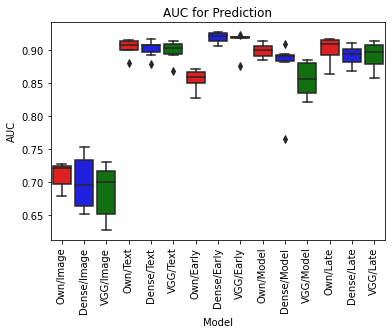 AUC for Prediction
AUC
0.90
0.85
0.80
0.75
0.70
0.65
Own/Image
Dense/Image
VGG/Image
Own/Text
Dense/Text
VGG/Text
Own/Early
Dense/Early
VGG/Early
Own/Model
Dense/Model
VGG/Model
Own/Late
Dense/Late
VGG/Late
Model